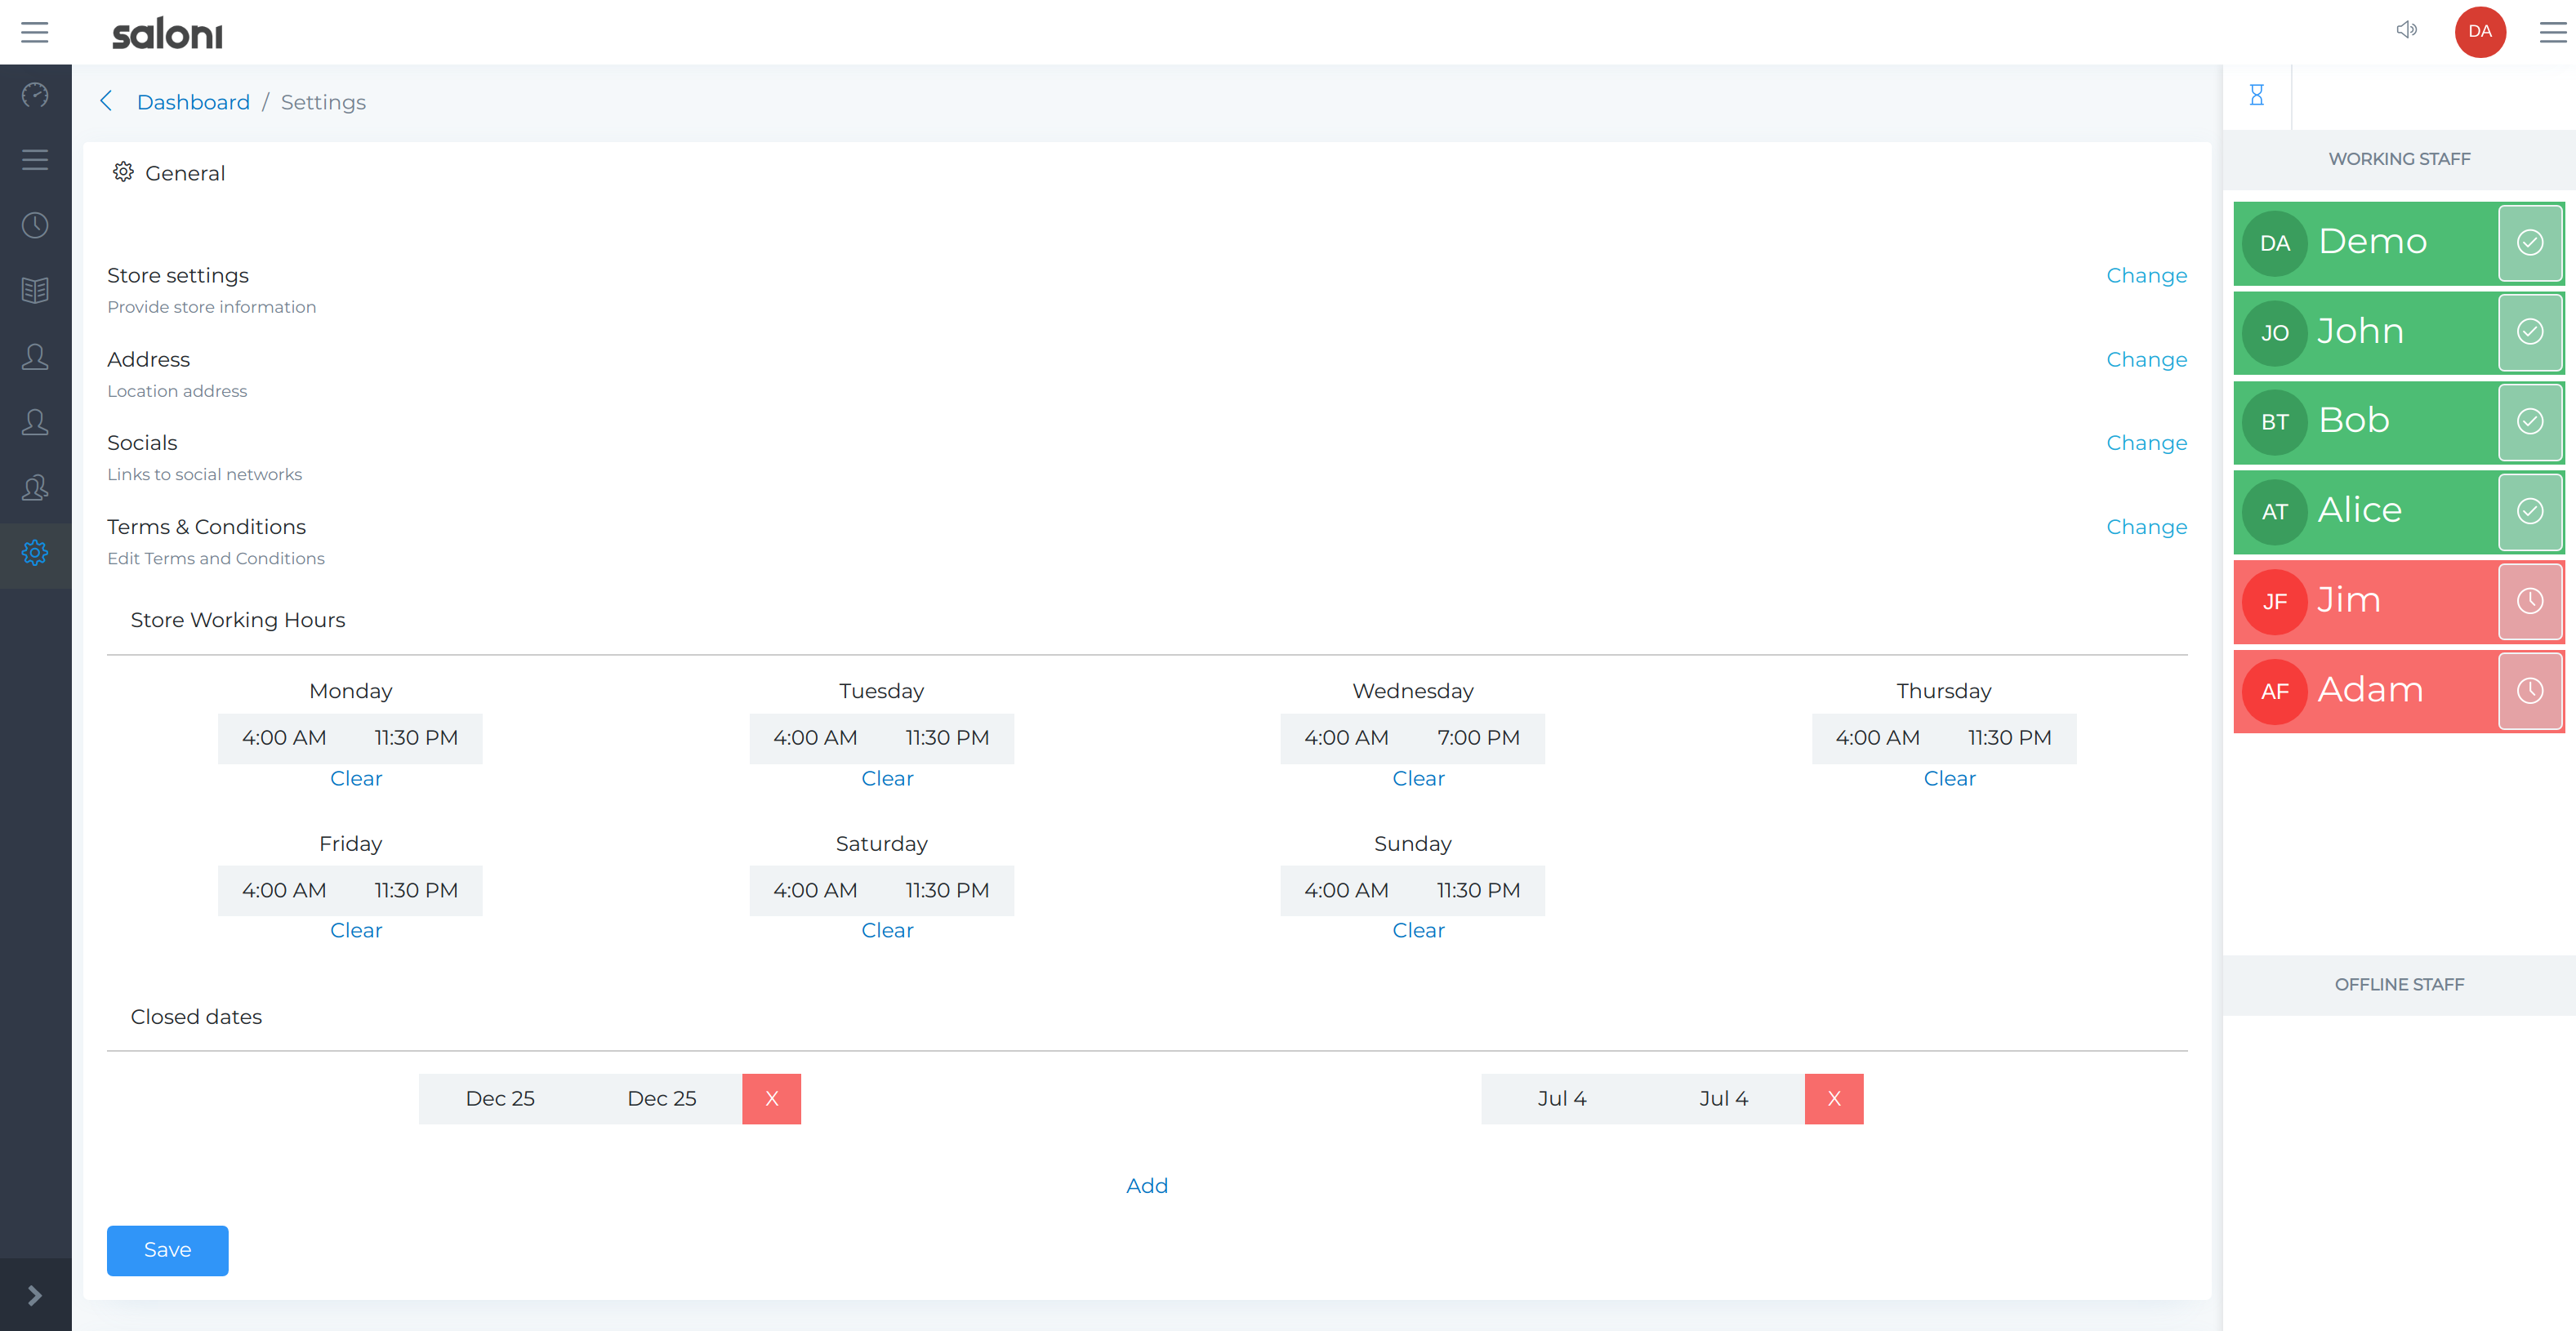 saloni
DA
Dashboard / Settings
General
Store settings
Change
Provide store information
Address
Change
Location address
Socials
Change
Links to social networks
Terms & Conditions
Change
Edit Terms and Conditions
Store Working Hours
Monday Tuesday Wednesday Thursday
4:00 AM 11:30 PM 4:00 AM 11:30 PM 4:00 AM 7:00 PM 4:00 AM 11:30 PM
Clear Clear Clear Clear
Friday Saturday Sunday
4:00 AM 11:30 PM 4:00 AM 11:30 PM 4:00 AM 11:30 PM
Clear Clear Clear
Closed dates
Dec 25 Dec 25 X Jul 4 Jul 4 X
Add
Save
WORKING STAFF
DA Demo
JO John
BT Bob
AT Alice
JF Jim
AF Adam
OFFLINE STAFF